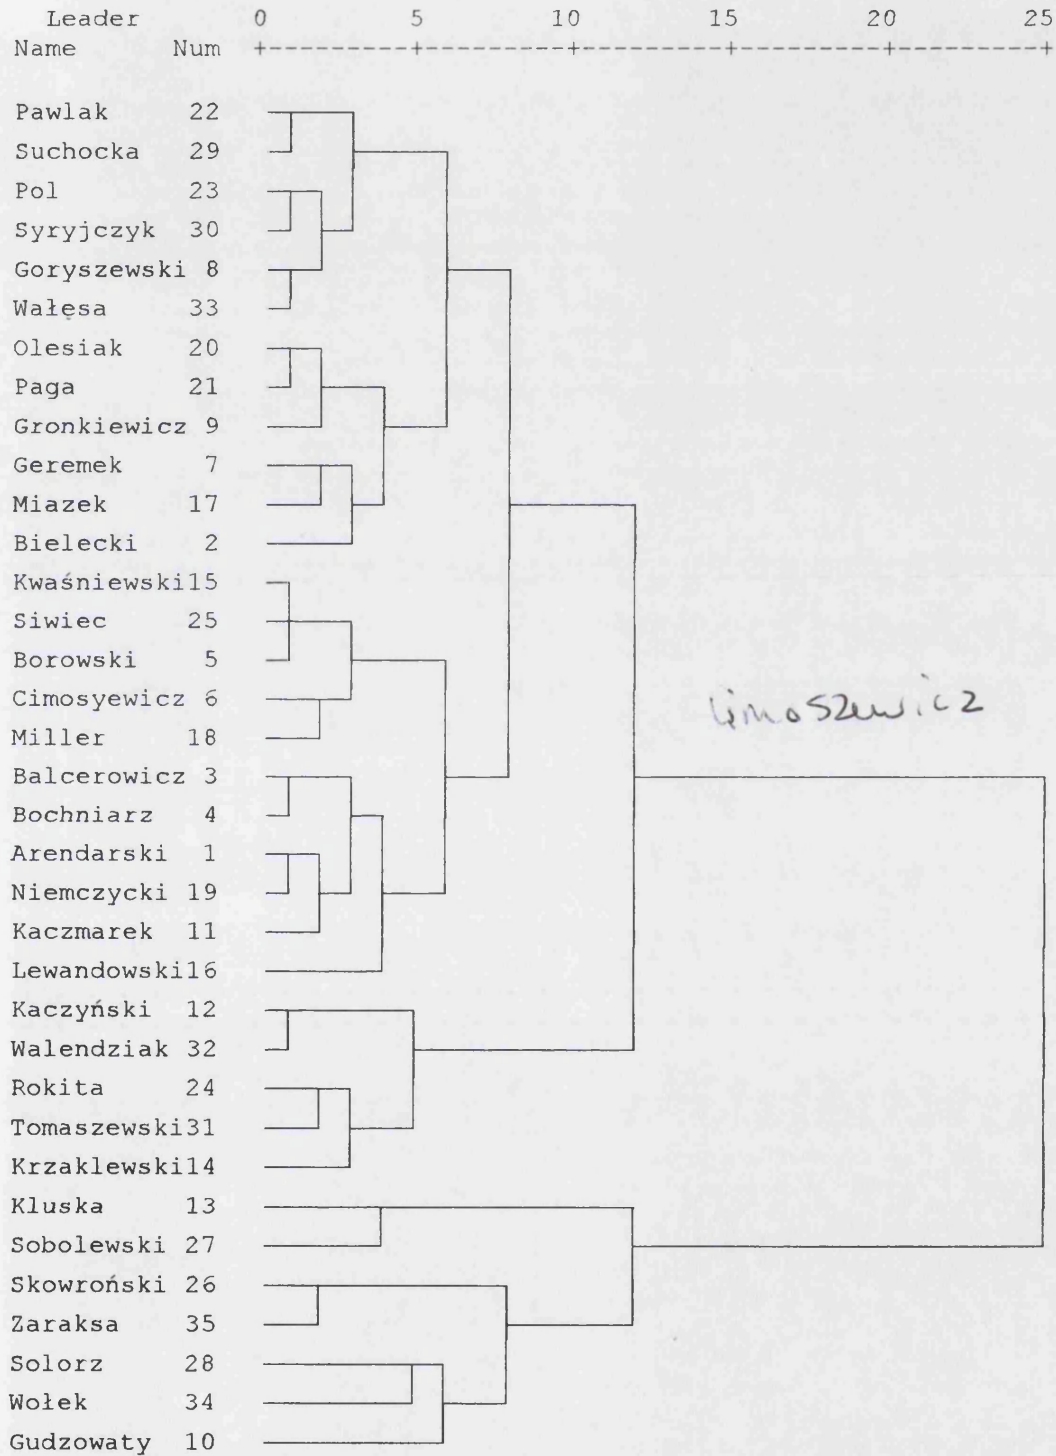 Leader 0 5 10 15 20 25
Name Num +---------+---------+---------+---------+---------+
Pawlak 22
Suchocka 29
Pol 23
Syryjczyk 30
Goryszewski 8
Wałęsa 33
Olesiak 20
Paga 21
Gronkiewicz 9
Geremek 7
Miazek 17
Bielecki 2
Kwaśniewski15
Siwiec 25
Borowski 5
Cimosyewicz 6
Miller 18
Balcerowicz 3
Bochniarz 4
Arendarski 1
Niemczycki 19
Kaczmarek 11
Lewandowski16
Kaczyński 12
Walendziak 32
Rokita 24
Tomaszewski31
Krzaklewski14
Kluska 13
Sobolewski 27
Skowroński 26
Zaraksa 35
Solorz 28
Wołek 34
Gudzowaty 10